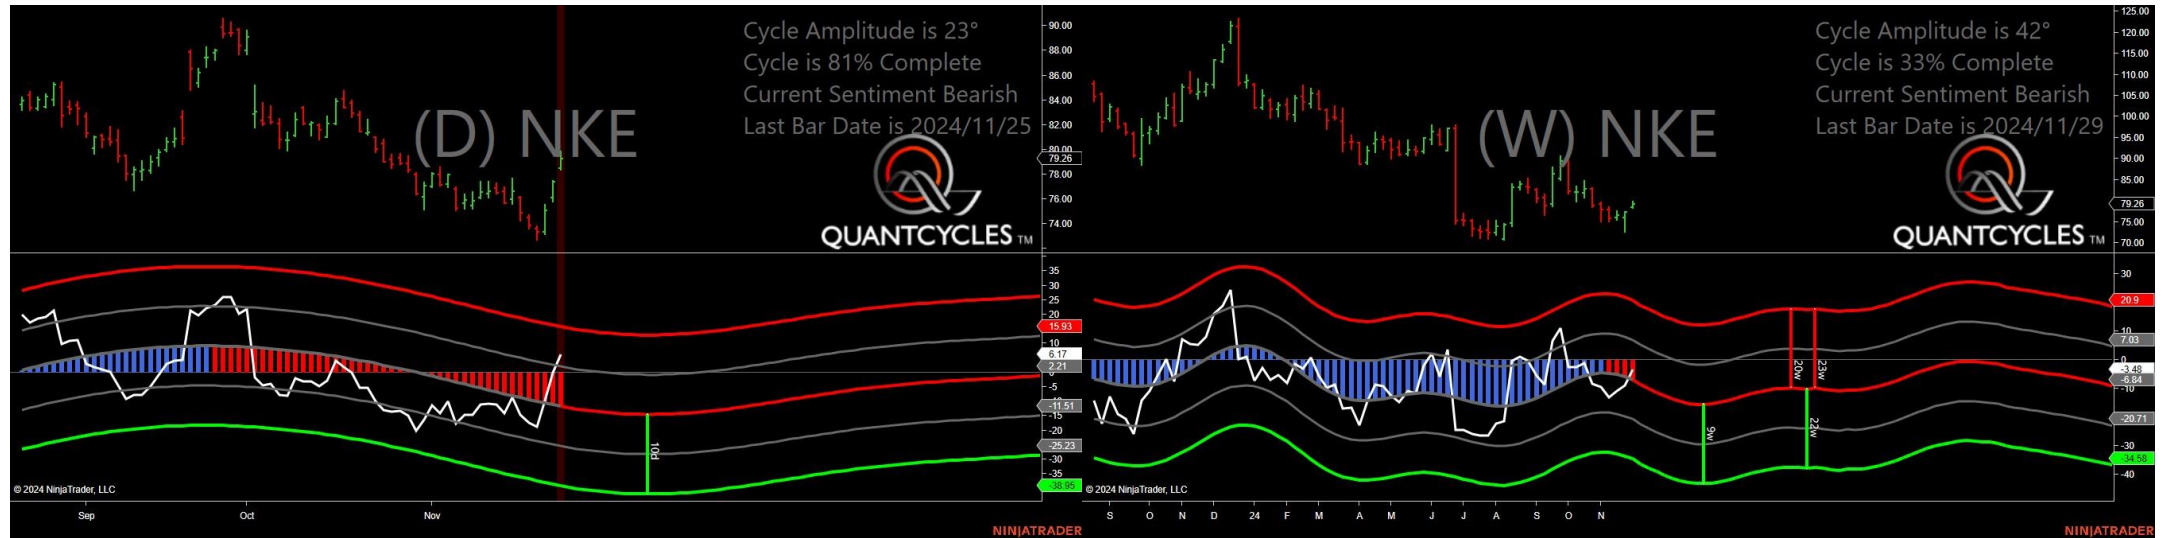 Cycle Amplitude is 23°
Cycle is 81% Complete
Current Sentiment Bearish
Last Bar Date is 2024/11/25
(D) NKE
QUANTCYCLES TM
90.00
88.00
86.00
84.00
82.00
80.00
79.26
78.00
76.00
74.00
35
30
25
20
15.93
10
6.17
2.21
0
-5
-11.51
-15
-20
-25.23
-30
-35
-38.95
10d
© 2024 NinjaTrader, LLC
Sep
Oct
Nov
NINJATRADER
Cycle Amplitude is 42°
Cycle is 33% Complete
Current Sentiment Bearish
Last Bar Date is 2024/11/29
(W) NKE
QUANTCYCLES TM
125.00
120.00
115.00
110.00
105.00
100.00
95.00
90.00
85.00
79.26
75.00
70.00
30
20.9
10
7.03
0
-3.48
-6.84
-10
-20.71
-30
-34.58
-40
20w
23w
9w
22w
© 2024 NinjaTrader, LLC
S O N D 24 F M A M J J A S O N
NINJATRADER